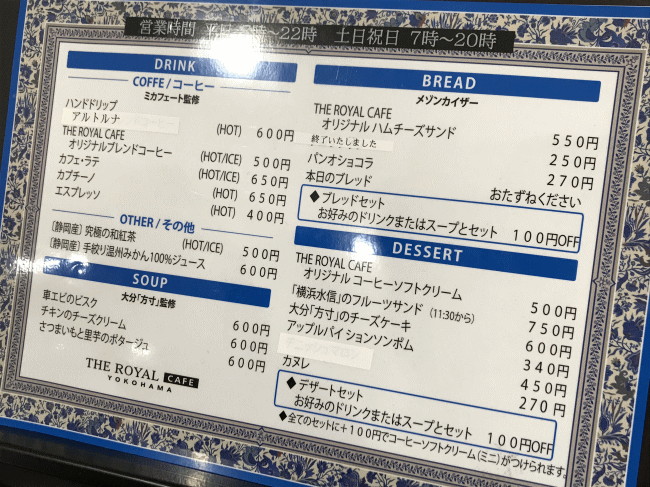 営業時間 平 ～22時 土日祝日 7時～20時
DRINK
COFFE / コーヒー
ミカフェート監修
ハンドドリップ
アルトルナ (HOT) 600円
THE ROYAL CAFE
オリジナルブレンドコーヒー (HOT/ICE) 500円
カフェ・ラテ (HOT/ICE) 650円
カプチーノ (HOT) 650円
エスプレッソ (HOT) 400円
OTHER / その他
〔静岡産〕究極の和紅茶 (HOT/ICE) 500円
〔静岡産〕手絞り温州みかん100%ジュース 600円
SOUP
大分「方寸」監修
車エビのビスク 600円
チキンのチーズクリーム 600円
さつまいもと里芋のポタージュ 600円
THE ROYAL CAFE
YOKOHAMA
BREAD
メゾンカイザー
THE ROYAL CAFE
オリジナル ハムチーズサンド 550円
終了いたしました 250円
パンオショコラ 270円
本日のブレッド おたずねください
◆ブレッドセット
お好みのドリンクまたはスープとセット 100円OFF
DESSERT
THE ROYAL CAFE
オリジナル コーヒーソフトクリーム 500円
「横浜水信」のフルーツサンド (11:30から) 750円
大分「方寸」のチーズケーキ 600円
アップルパイ ションソンポム 340円
450円
カヌレ 270円
◆デザートセット
お好みのドリンクまたはスープとセット 100円OFF
◆全てのセットに＋100円でコーヒーソフトクリーム(ミニ)がつけられます。